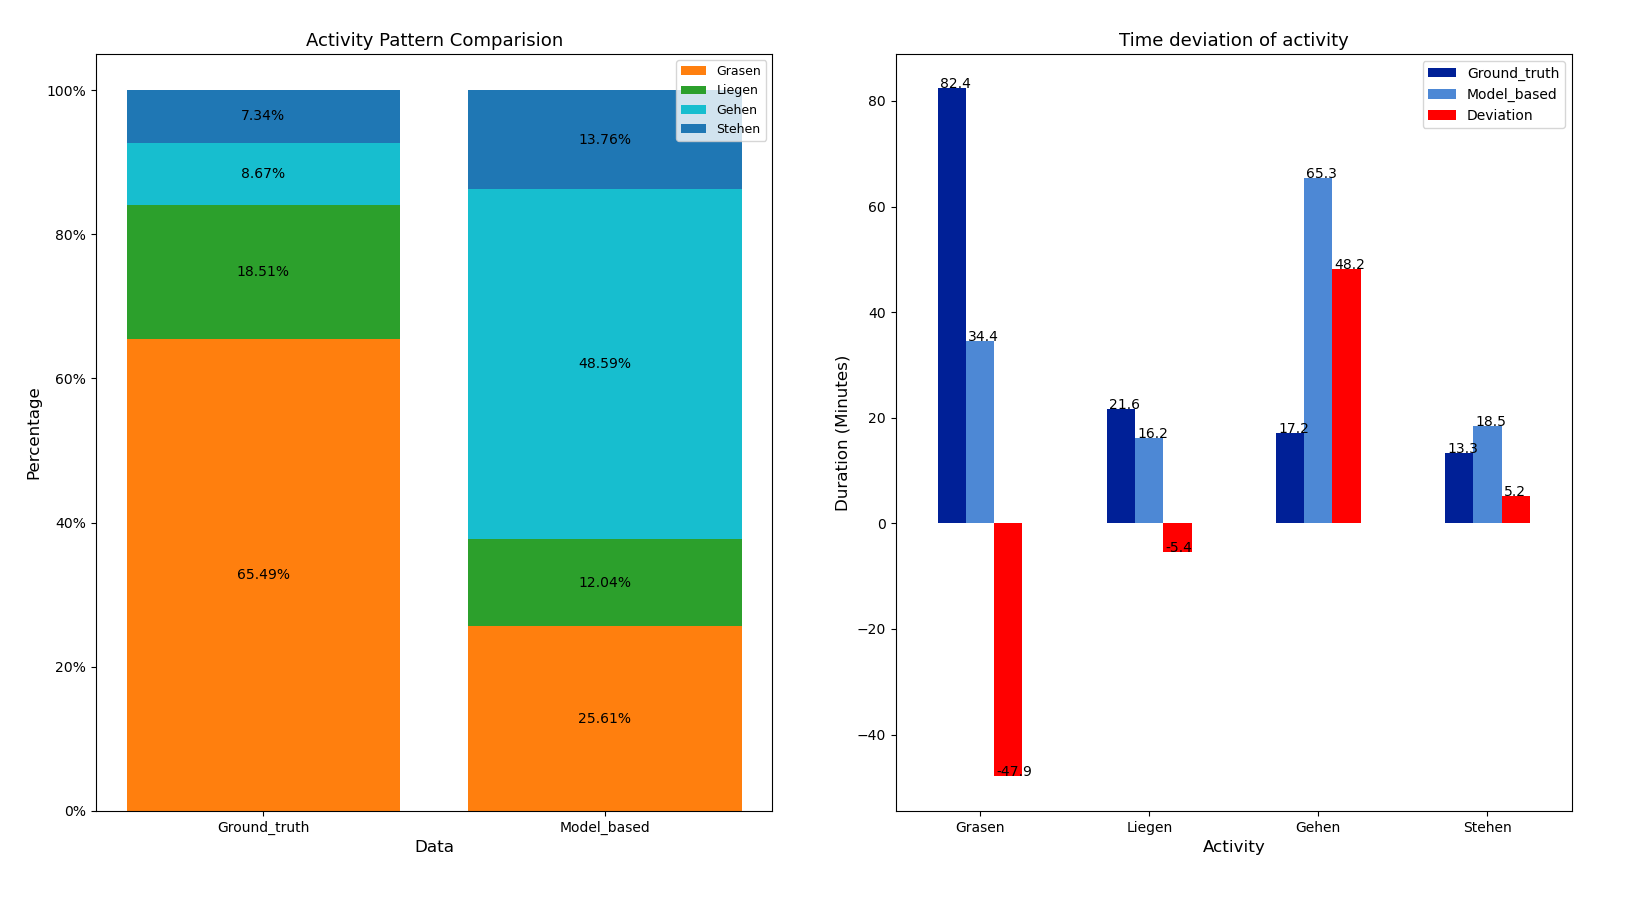 Activity Pattern Comparision
Percentage
100%
80%
60%
40%
20%
0%
7.34%
8.67%
18.51%
65.49%
13.76%
48.59%
12.04%
25.61%
Grasen
Liegen
Gehen
Stehen
Ground_truth
Model_based
Data
Time deviation of activity
Duration (Minutes)
80
60
40
20
0
−20
−40
82.4
34.4
-47.9
21.6
16.2
-5.4
17.2
65.3
48.2
13.3
18.5
5.2
Ground_truth
Model_based
Deviation
Grasen
Liegen
Gehen
Stehen
Activity